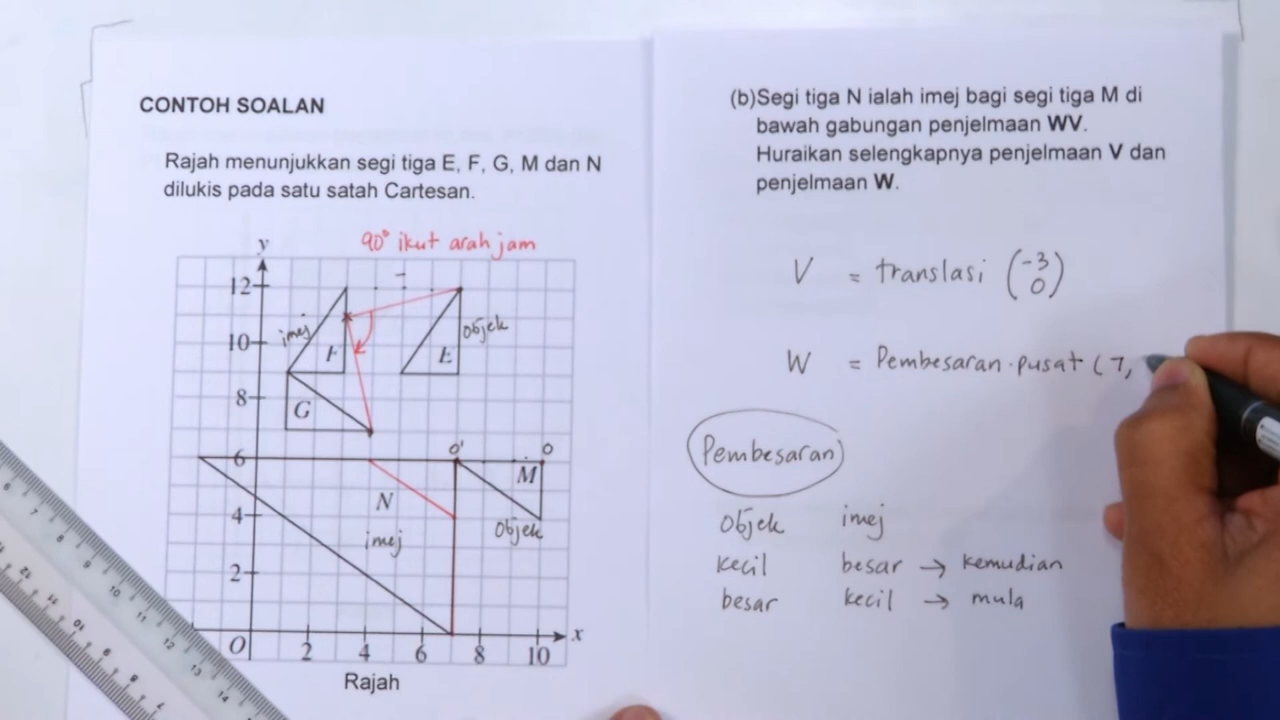 CONTOH SOALAN
Rajah menunjukkan segi tiga E, F, G, M dan N
dilukis pada satu satah Cartesan.
90° ikut arah jam
y
12
10
8
6
4
2
O
2
4
6
8
10
x
imej
F
objek
E
G
O'
O
M
N
imej
Objek
Rajah
(b)Segi tiga N ialah imej bagi segi tiga M di
bawah gabungan penjelmaan WV.
Huraikan selengkapnya penjelmaan V dan
penjelmaan W.
V = translasi (-3 0)
W = Pembesaran . pusat (7,
Pembesaran
Objek imej
kecil besar → kemudian
besar kecil → mula